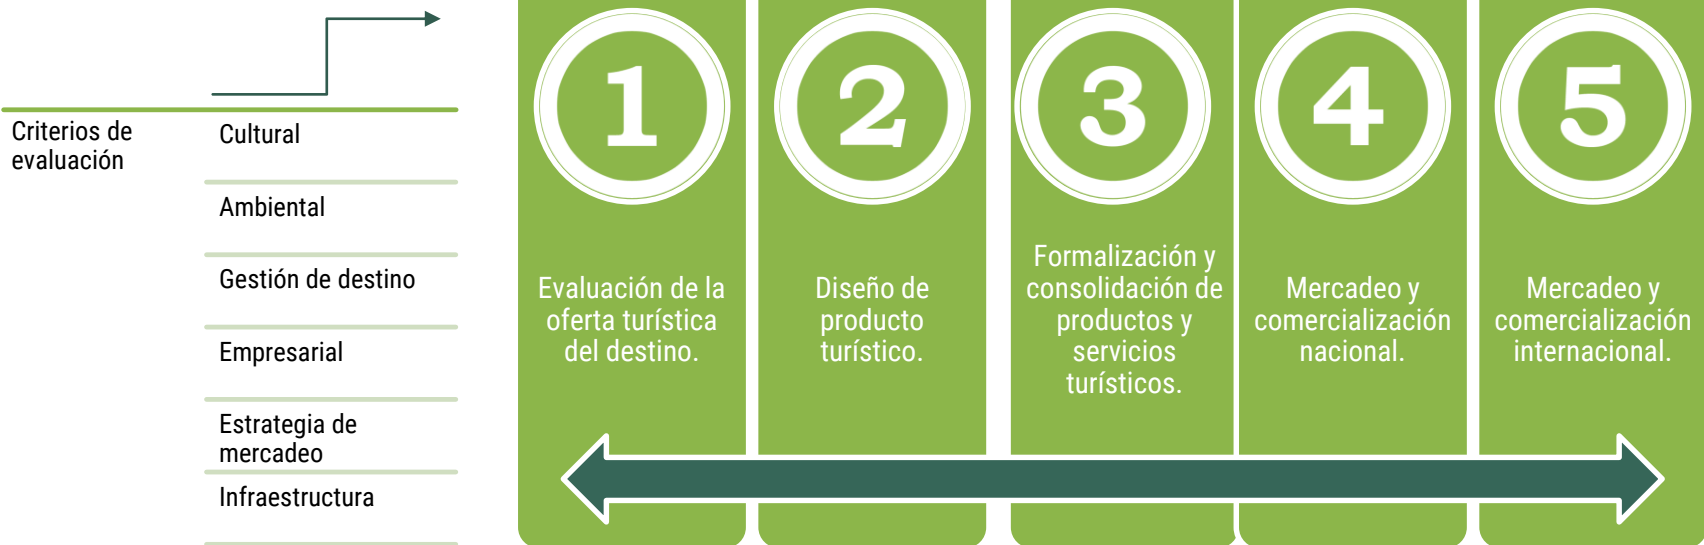 Criterios de
evaluación
Cultural
Ambiental
Gestión de destino
Empresarial
Estrategia de
mercadeo
Infraestructura
1
Evaluación de la
oferta turística
del destino.
2
Diseño de
producto
turístico.
3
Formalización y
consolidación de
productos y
servicios
turísticos.
4
Mercadeo y
comercialización
nacional.
5
Mercadeo y
comercialización
internacional.